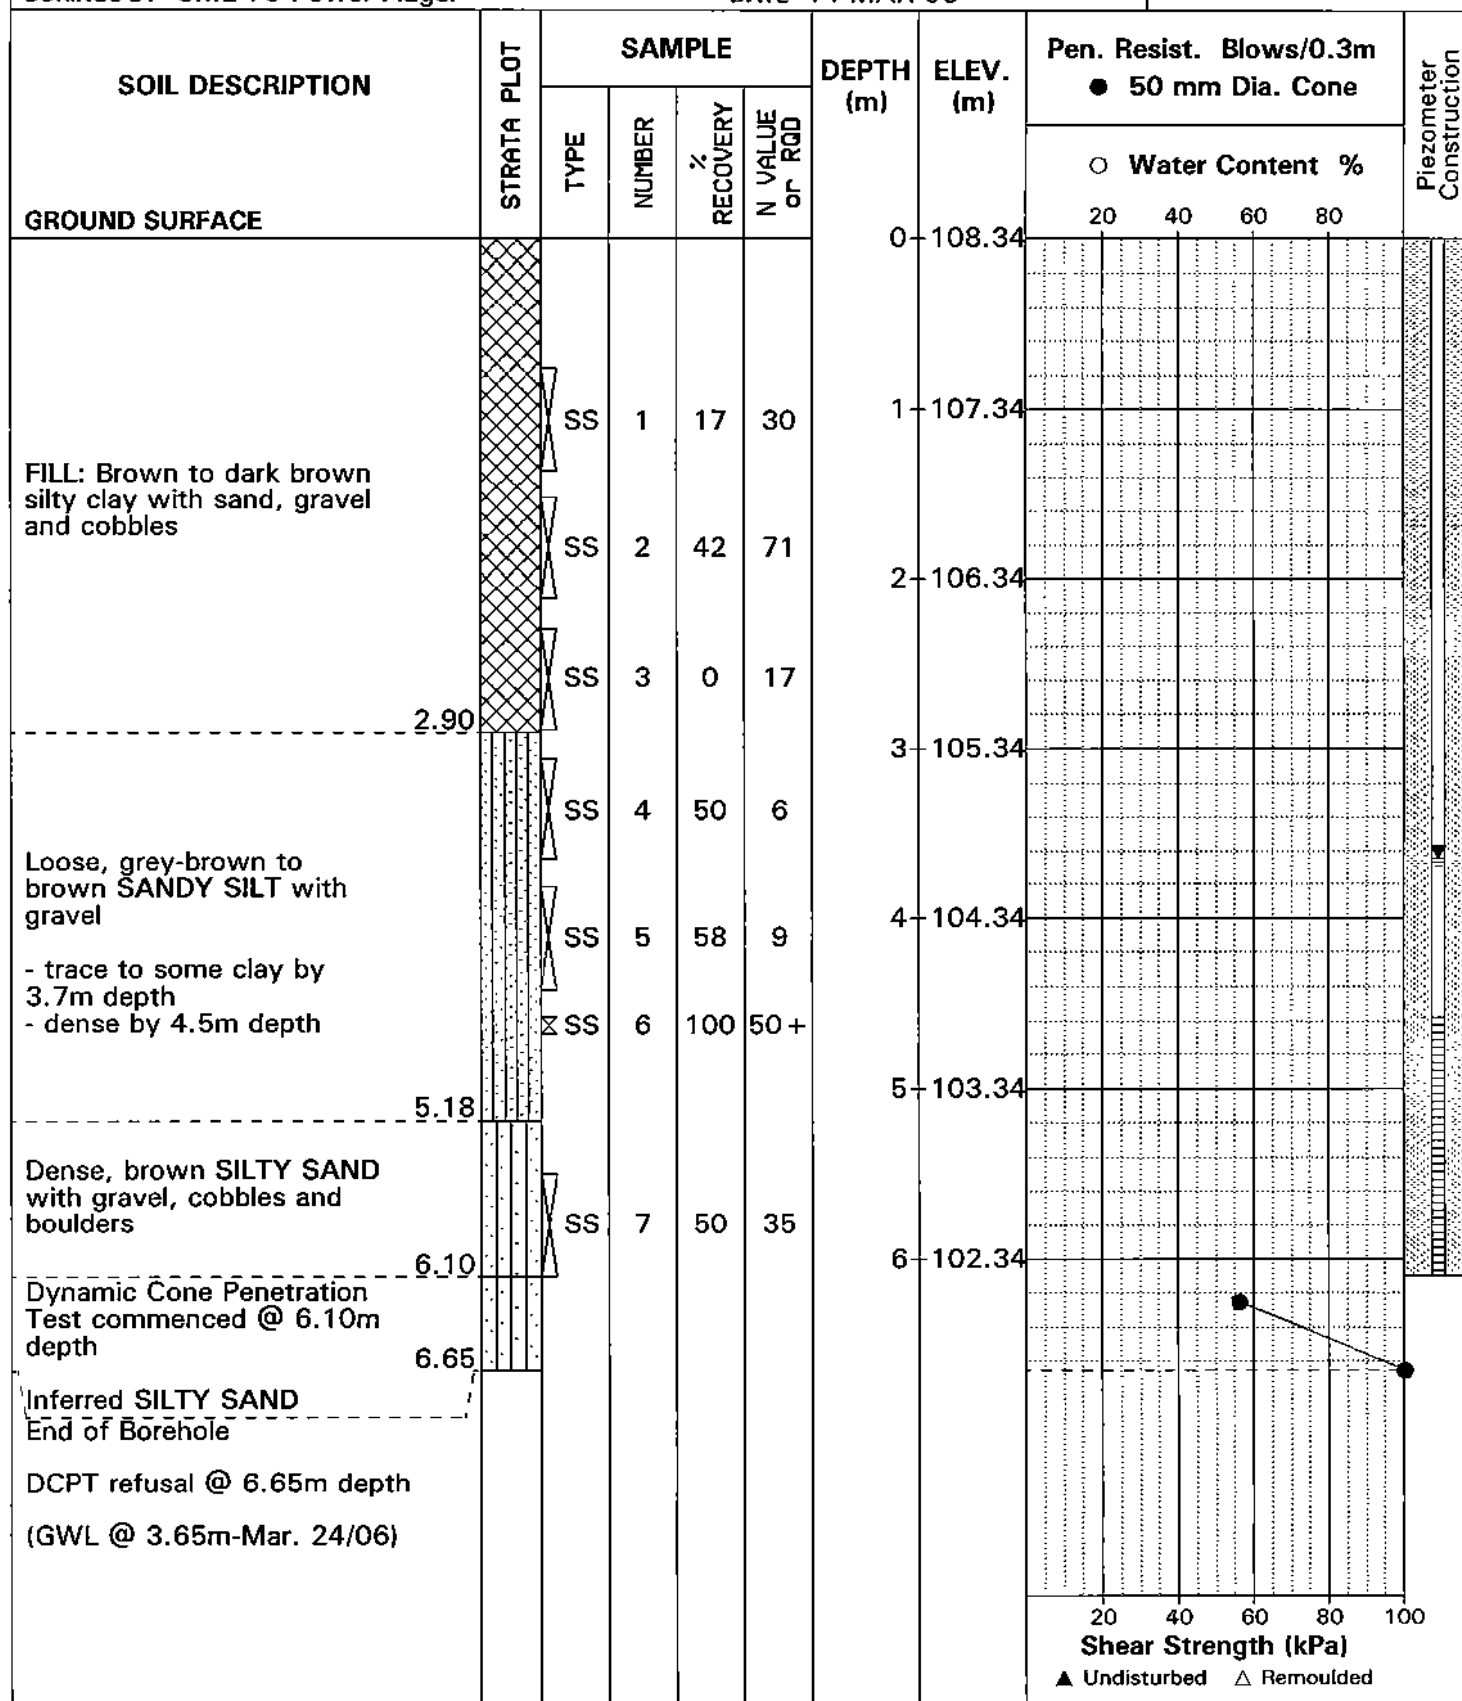 SOIL DESCRIPTION
GROUND SURFACE
STRATA PLOT
SAMPLE
TYPE
NUMBER
% RECOVERY
N VALUE or RQD
DEPTH (m)
ELEV. (m)
Pen. Resist. Blows/0.3m
● 50 mm Dia. Cone
○ Water Content %
20 40 60 80
Piezometer Construction
0 108.34
SS 1 17 30
1 107.34
FILL: Brown to dark brown
silty clay with sand, gravel
and cobbles
SS 2 42 71
2 106.34
SS 3 0 17
2.90
3 105.34
SS 4 50 6
Loose, grey-brown to
brown SANDY SILT with
gravel
- trace to some clay by
3.7m depth
- dense by 4.5m depth
4 104.34
SS 5 58 9
SS 6 100 50+
5 103.34
5.18
Dense, brown SILTY SAND
with gravel, cobbles and
boulders
SS 7 50 35
6 102.34
6.10
Dynamic Cone Penetration
Test commenced @ 6.10m
depth
6.65
Inferred SILTY SAND
End of Borehole
DCPT refusal @ 6.65m depth
(GWL @ 3.65m-Mar. 24/06)
20 40 60 80 100
Shear Strength (kPa)
▲ Undisturbed △ Remoulded